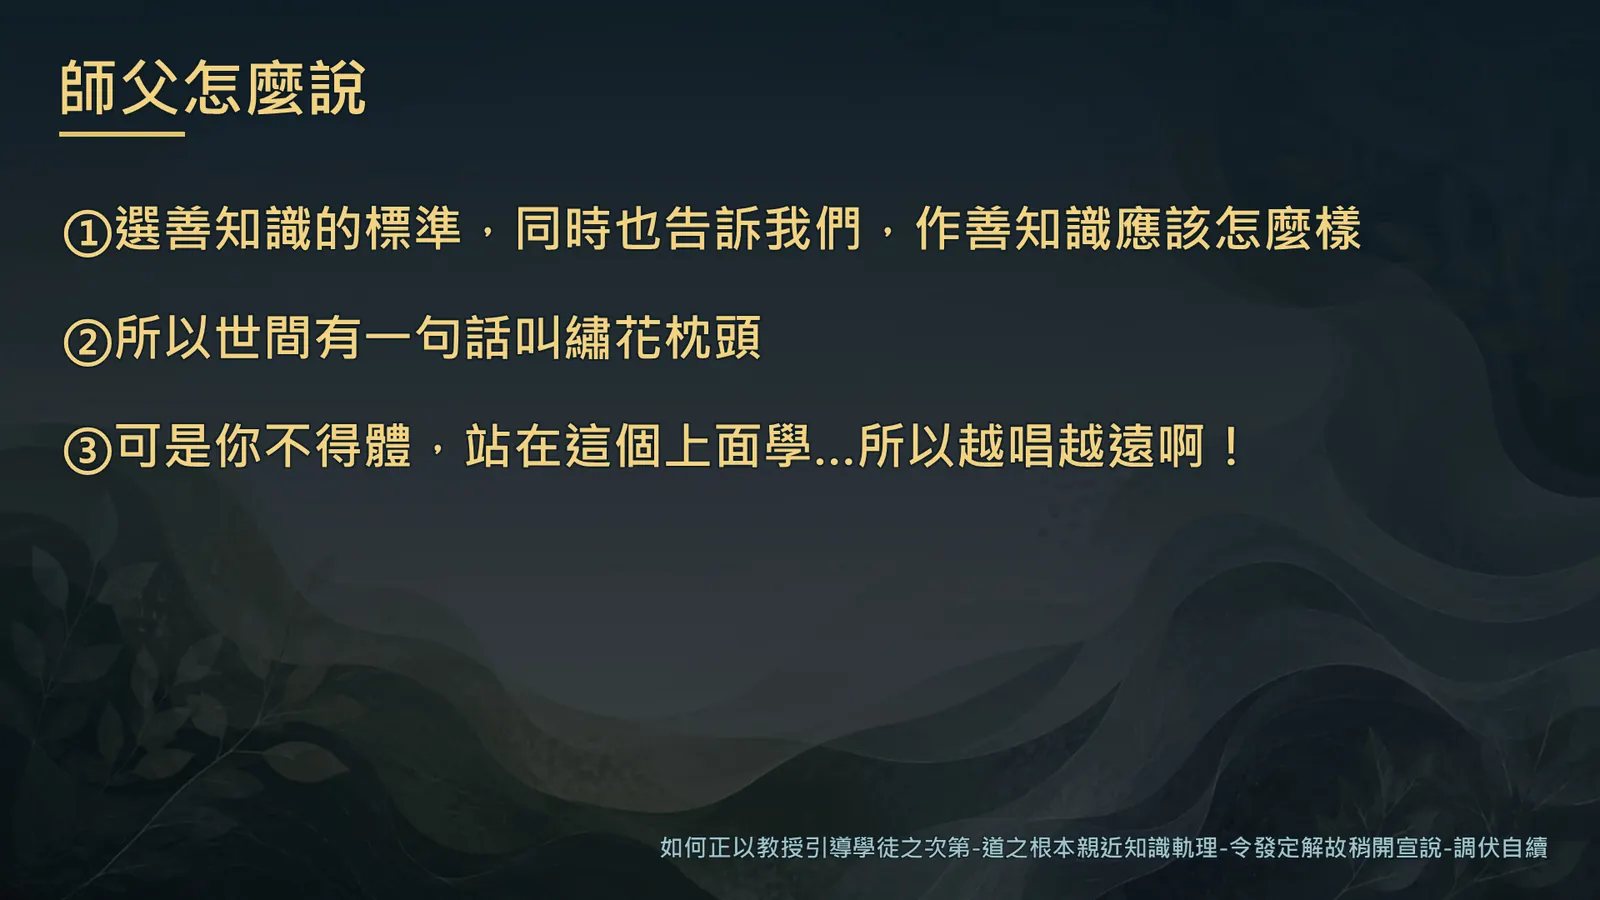 師父怎麼說
①選善知識的標準，同時也告訴我們，作善知識應該怎麼樣
②所以世間有一句話叫繡花枕頭
③可是你不得體，站在這個上面學...所以越唱越遠啊！
如何正以教授引導學徒之次第-道之根本親近知識軌理-令發定解故稍開宣說-調伏自續